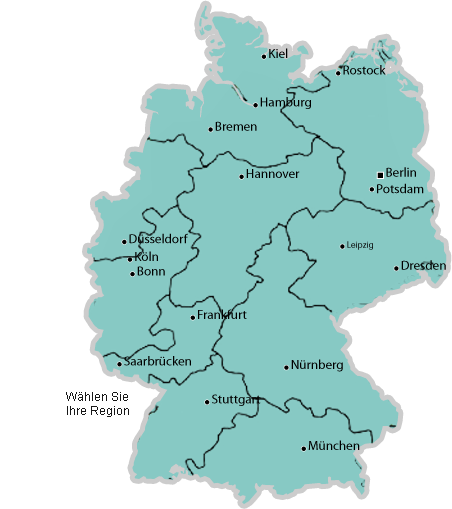 Kiel
Rostock
Hamburg
Bremen
Hannover
Berlin
Potsdam
Düsseldorf
Leipzig
Köln
Dresden
Bonn
Frankfurt
Saarbrücken
Nürnberg
Wählen Sie
Ihre Region
Stuttgart
München